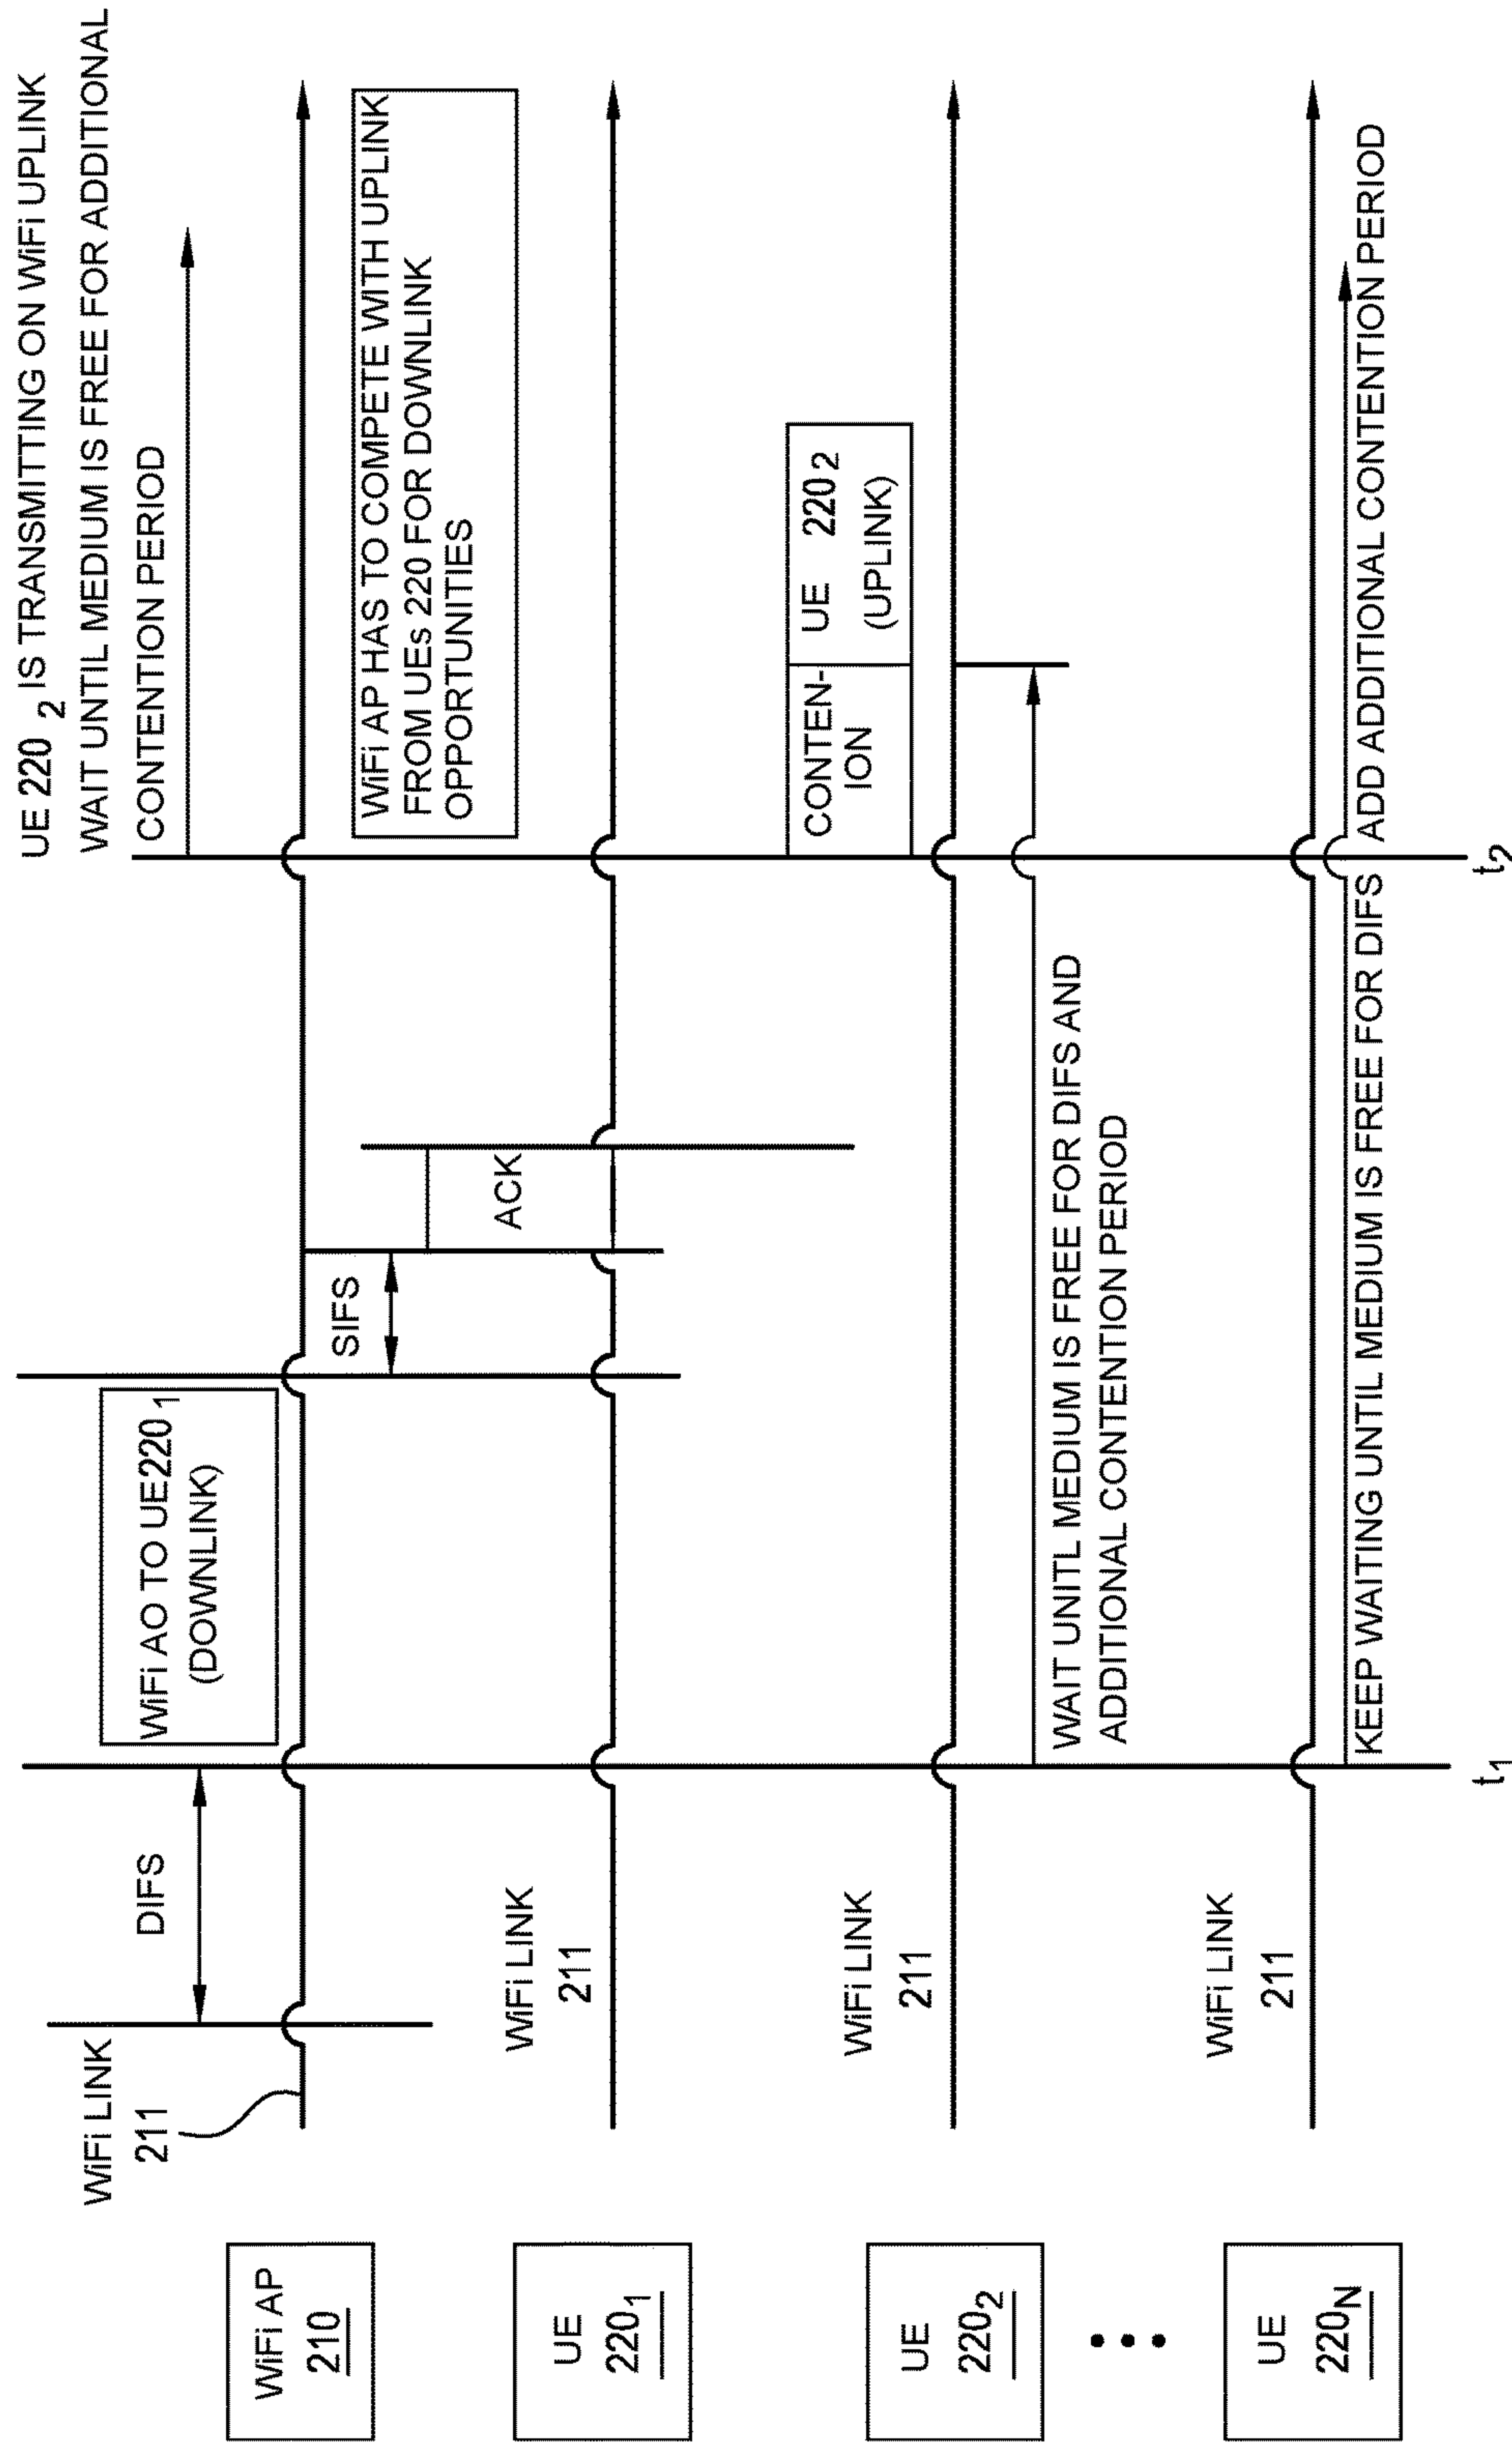 UE 220 2 IS TRANSMITTING ON WiFi UPLINK
WAIT UNTIL MEDIUM IS FREE FOR ADDITIONAL
CONTENTION PERIOD
WiFi LINK
211
DIFS
WiFi AO TO UE220 1
(DOWNLINK)
WiFi AP
210
SIFS
WiFi AP HAS TO COMPETE WITH UPLINK
FROM UEs 220 FOR DOWNLINK
OPPORTUNITIES
UE
220 1
WiFi LINK
211
ACK
CONTEN-
ION
UE 220 2
(UPLINK)
UE
220 2
WiFi LINK
211
WAIT UNITL MEDIUM IS FREE FOR DIFS AND
ADDITIONAL CONTENTION PERIOD
UE
220 N
WiFi LINK
211
KEEP WAITING UNTIL MEDIUM IS FREE FOR DIFS
ADD ADDITIONAL CONTENTION PERIOD
t1
t2